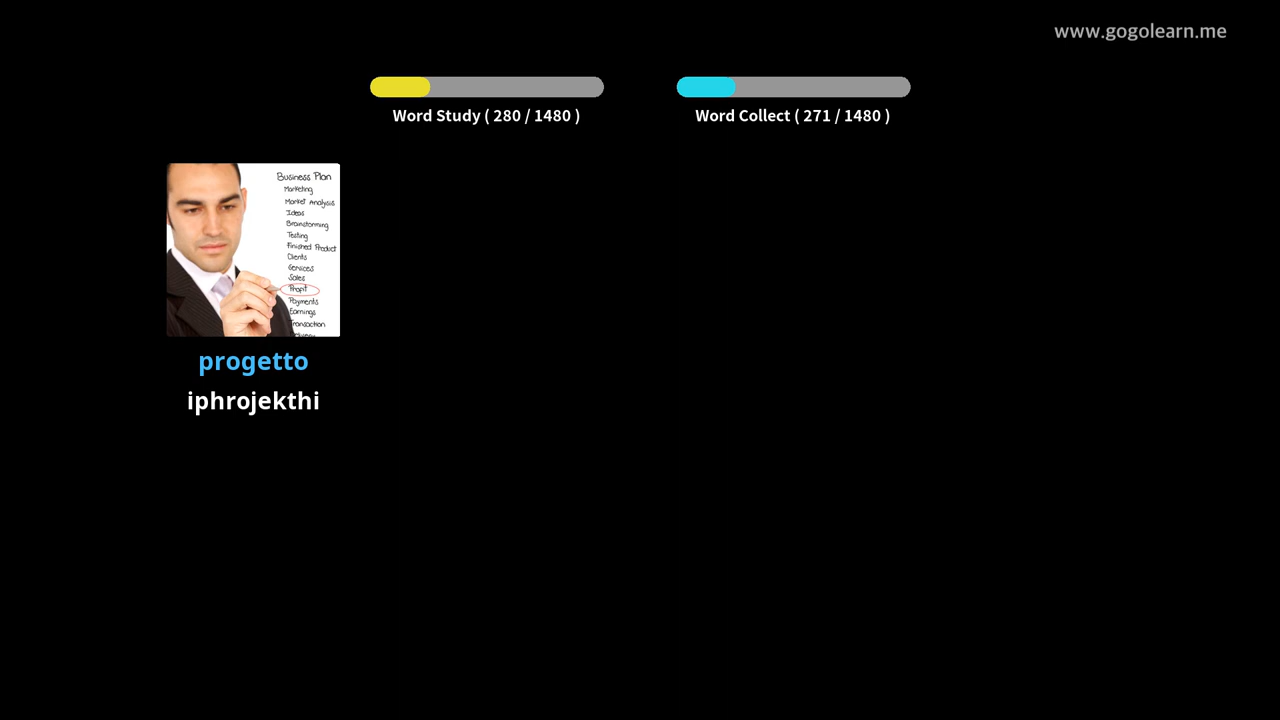 www.gogolearn.me
Word Study ( 280 / 1480 )
Word Collect ( 271 / 1480 )
Business Plan
Marketing
Market Analysis
Ideas
Brainstorming
Testing
Finished Product
Clients
Services
Sales
Profit
Payments
Earnings
Transaction
Delivery
progetto
iphrojekthi